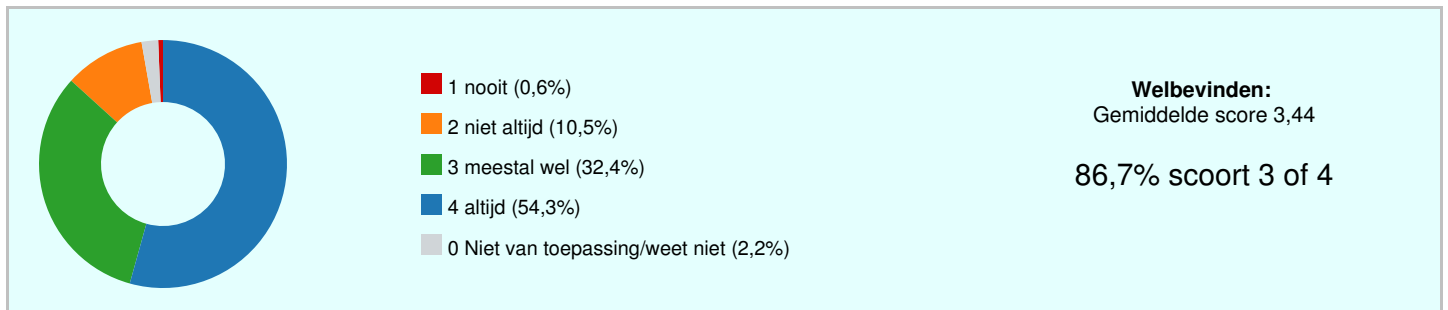 1 nooit (0,6%)
2 niet altijd (10,5%)
3 meestal wel (32,4%)
4 altijd (54,3%)
0 Niet van toepassing/weet niet (2,2%)
Welbevinden:
Gemiddelde score 3,44
86,7% scoort 3 of 4